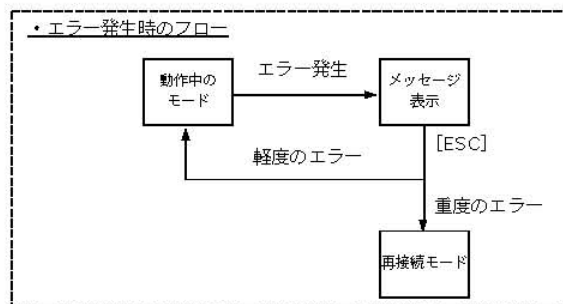 ・エラー発生時のフロー
動作中の
モード
エラー発生
メッセージ
表示
[ESC]
軽度のエラー
重度のエラー
再接続モード